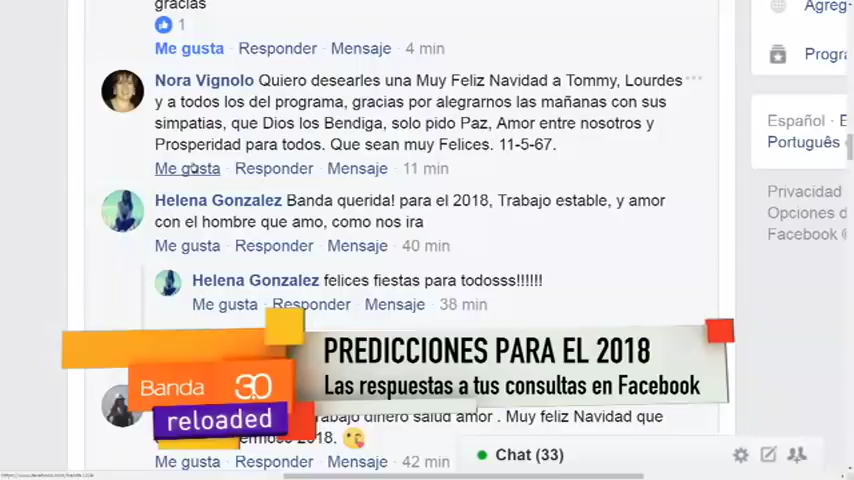 gracias
1
Me gusta · Responder · Mensaje · 4 min
Nora Vignolo Quiero desearles una Muy Feliz Navidad a Tommy, Lourdes
y a todos los del programa, gracias por alegrarnos las mañanas con sus
simpatias, que Dios los Bendiga, solo pido Paz, Amor entre nosotros y
Prosperidad para todos. Que sean muy Felices. 11-5-67.
Me gusta · Responder · Mensaje · 11 min
Helena Gonzalez Banda querida! para el 2018, Trabajo estable, y amor
con el hombre que amo, como nos ira
Me gusta · Responder · Mensaje · 40 min
Helena Gonzalez felices fiestas para todosss!!!!!!
Me gusta · Responder · Mensaje · 38 min
PREDICCIONES PARA EL 2018
Las respuestas a tus consultas en Facebook
Banda 3.0
reloaded
dinero salud amor . Muy feliz Navidad que
2018.
Me gusta · Responder · Mensaje · 42 min
Chat (33)
Agreg
Progra
Español ·
Português
Privacidad
Opciones d
Facebook